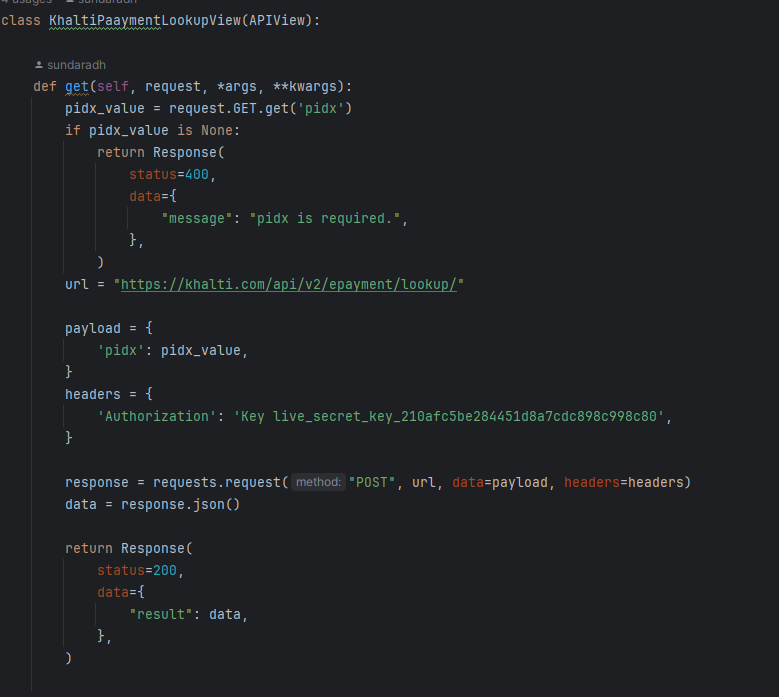 4 usages sundaradh
class KhaltiPaaymentLookupView(APIView):
sundaradh
def get(self, request, *args, **kwargs):
pidx_value = request.GET.get('pidx')
if pidx_value is None:
return Response(
status=400,
data={
"message": "pidx is required.",
},
)
url = "https://khalti.com/api/v2/epayment/lookup/"
payload = {
'pidx': pidx_value,
}
headers = {
'Authorization': 'Key live_secret_key_210afc5be284451d8a7cdc898c998c80',
}
response = requests.request( method: "POST", url, data=payload, headers=headers)
data = response.json()
return Response(
status=200,
data={
"result": data,
},
)